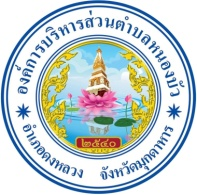 องค์การบริหารส่วนตำบลหนองบัว
๒๕๔๐
อำเภอดงหลวง จังหวัดมุกดาหาร